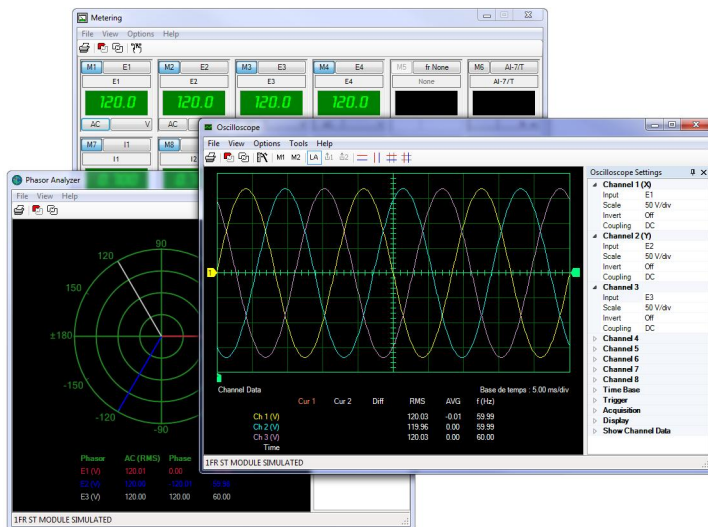 Metering
File View Options Help
M1 E1 M2 E2 M3 E3 M4 E4 M5 fr None M6 AI-7/T
E1 E2 E3 E4 None AI-7/T
120.0 120.0 120.0 120.0
AC V AC
M7 I1 M8
I1
Oscilloscope
File View Options Tools Help
M1 M2 LA
1
Channel Data Base de temps : 5.00 ms/div
Cur 1 Cur 2 Diff RMS AVG f (Hz)
Ch 1 (V) 120.03 -0.01 59.99
Ch 2 (V) 119.96 0.00 59.99
Ch 3 (V) 120.03 0.00 60.00
Time
1FR ST MODULE SIMULATED
Oscilloscope Settings
Channel 1 (X)
Input E1
Scale 50 V/div
Invert Off
Coupling DC
Channel 2 (Y)
Input E2
Scale 50 V/div
Invert Off
Coupling DC
Channel 3
Input E3
Scale 50 V/div
Invert Off
Coupling DC
Channel 4
Channel 5
Channel 6
Channel 7
Channel 8
Time Base
Trigger
Acquisition
Display
Show Channel Data
Phasor Analyzer
File View Help
90
120
150
±180
-150
-120
-90
Phasor AC (RMS) Phase
E1 (V) 120.01 0.00
E2 (V) 120.00 -120.01 59.98
E3 (V) 120.00 120.00 60.00
1FR ST MODULE SIMULATED